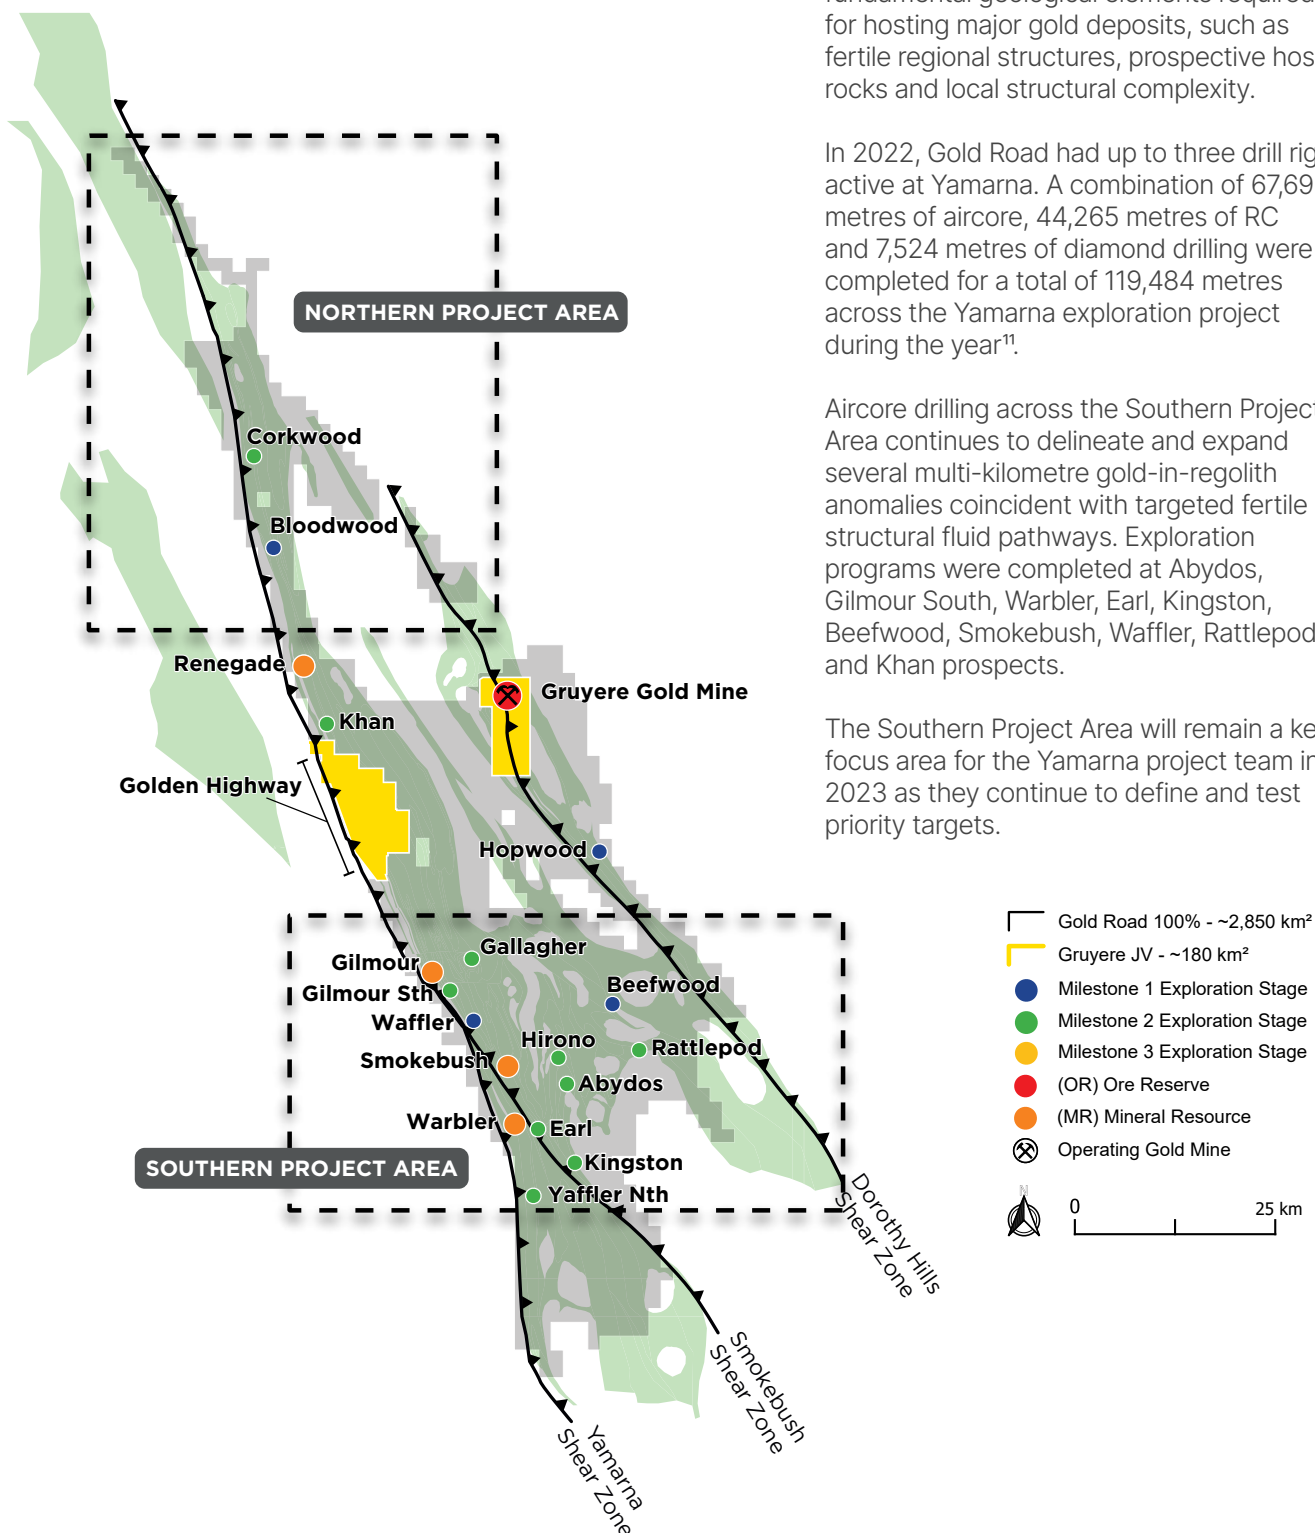 fundamental geological elements required
for hosting major gold deposits, such as
fertile regional structures, prospective hos
rocks and local structural complexity.
In 2022, Gold Road had up to three drill rig
active at Yamarna. A combination of 67,69
metres of aircore, 44,265 metres of RC
and 7,524 metres of diamond drilling were
completed for a total of 119,484 metres
across the Yamarna exploration project
during the year¹¹.
Aircore drilling across the Southern Project
Area continues to delineate and expand
several multi-kilometre gold-in-regolith
anomalies coincident with targeted fertile
structural fluid pathways. Exploration
programs were completed at Abydos,
Gilmour South, Warbler, Earl, Kingston,
Beefwood, Smokebush, Waffler, Rattlepod
and Khan prospects.
The Southern Project Area will remain a ke
focus area for the Yamarna project team in
2023 as they continue to define and test
priority targets.
NORTHERN PROJECT AREA
Corkwood
Bloodwood
Renegade
Khan
Golden Highway
Gruyere Gold Mine
Hopwood
Gallagher
Gilmour
Gilmour Sth
Waffler
Beefwood
Hirono
Rattlepod
Smokebush
Abydos
Warbler
Earl
Kingston
Yaffler Nth
SOUTHERN PROJECT AREA
Dorothy Hills
Shear Zone
Smokebush
Shear Zone
Yamarna
Shear Zone
Gold Road 100% - ~2,850 km²
Gruyere JV - ~180 km²
Milestone 1 Exploration Stage
Milestone 2 Exploration Stage
Milestone 3 Exploration Stage
(OR) Ore Reserve
(MR) Mineral Resource
Operating Gold Mine
N
0 25 km